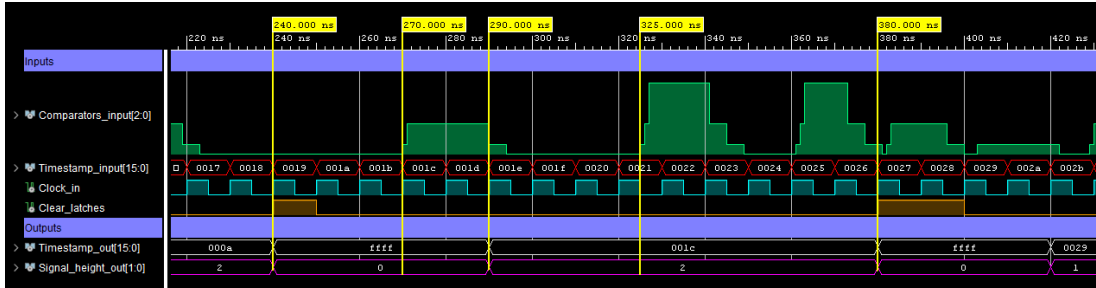 240.000 ns 270.000 ns 290.000 ns 325.000 ns 380.000 ns
220 ns 240 ns 260 ns 280 ns 300 ns 320 ns 340 ns 360 ns 380 ns 400 ns 420 ns
Inputs
Comparators_input[2:0]
Timestamp_input[15:0] 0017 0018 0019 001a 001b 001c 001d 001e 001f 0020 0021 0022 0023 0024 0025 0026 0027 0028 0029 002a 002b
Clock_in
Clear_latches
Outputs
Timestamp_out[15:0] 000a ffff 001c ffff 0029
Signal_height_out[1:0] 2 0 2 0 1